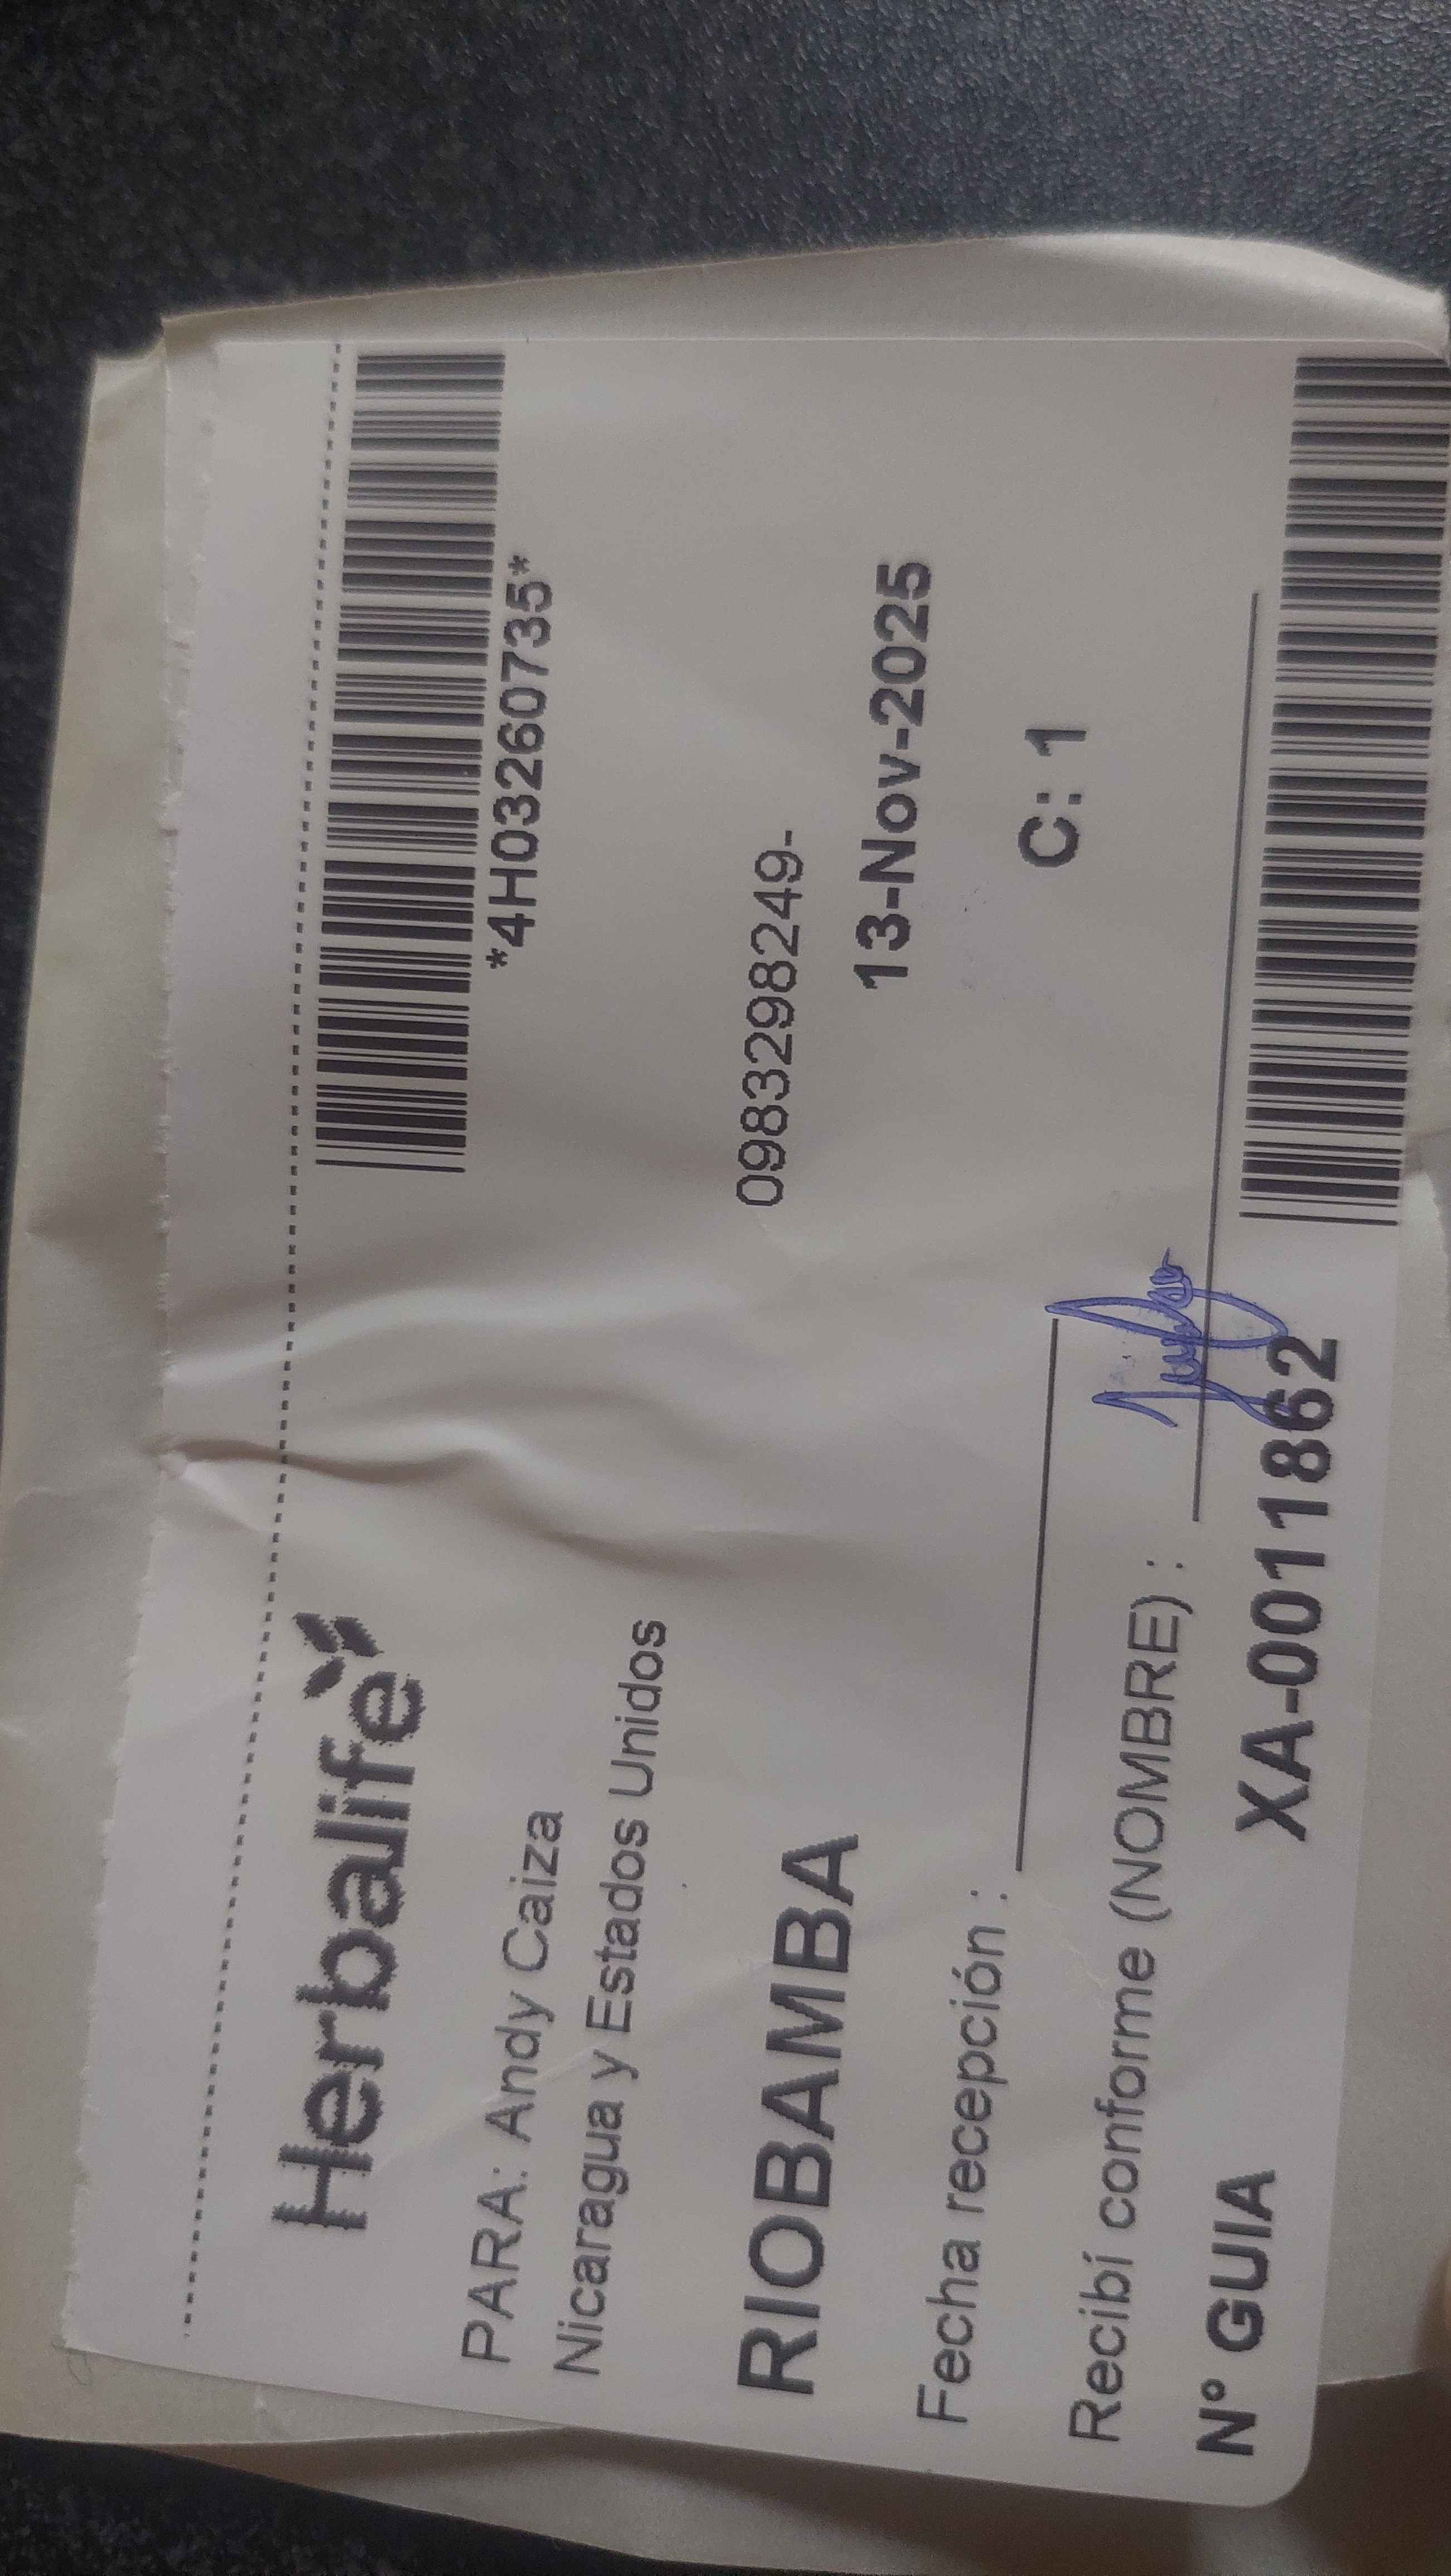 Herbalife
*4H03260735*
PARA: Andy Caiza
Nicaragua y Estados Unidos
0983298249-
RIOBAMBA
13-Nov-2025
Fecha recepción :
C: 1
Recibí conforme (NOMBRE) :
Nº GUIA XA-0011862